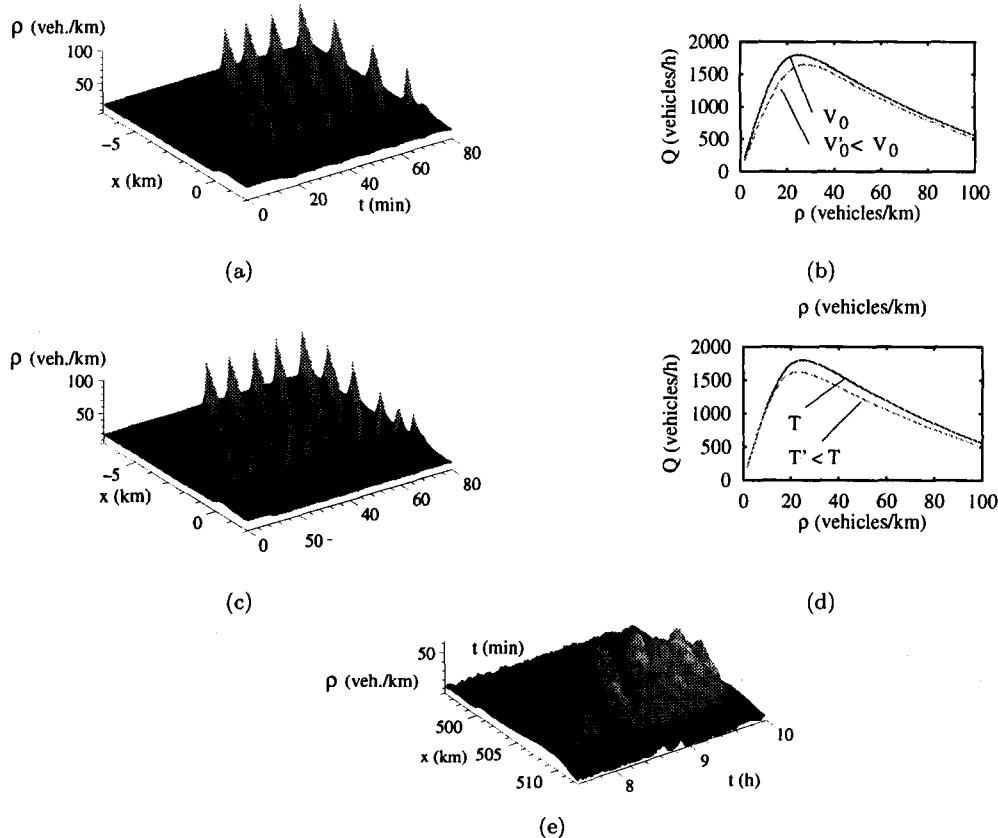 ρ (veh./km)
100
50
-5
x (km)
0
0
20
40
60
80
t (min)
(a)
2000
1500
1000
500
0
Q (vehicles/h)
V0
V'0 < V0
0 20 40 60 80 100
ρ (vehicles/km)
(b)
ρ (veh./km)
100
50
-5
x (km)
0
0
50 -
40
60
80
(c)
ρ (vehicles/km)
2000
1500
1000
500
0
Q (vehicles/h)
T
T' < T
0 20 40 60 80 100
ρ (vehicles/km)
(d)
50
t (min)
ρ (veh./km)
500
x (km) 505
510
8
9
10
t (h)
(e)